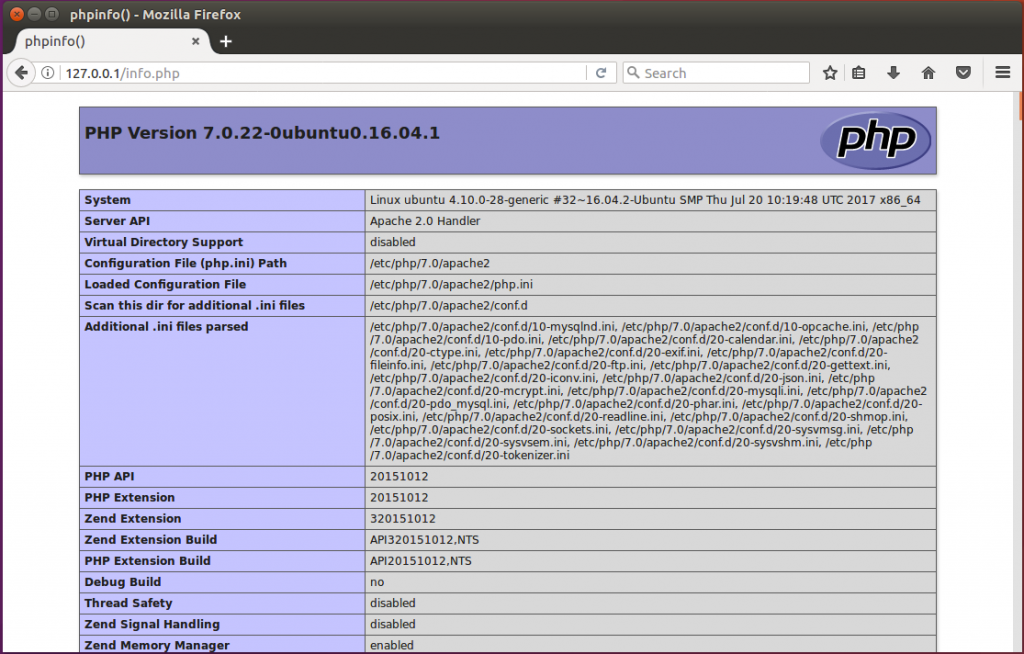 phpinfo() - Mozilla Firefox
phpinfo()
127.0.0.1/info.php
Search
PHP Version 7.0.22-0ubuntu0.16.04.1
php
System Linux ubuntu 4.10.0-28-generic #32~16.04.2-Ubuntu SMP Thu Jul 20 10:19:48 UTC 2017 x86_64
Server API Apache 2.0 Handler
Virtual Directory Support disabled
Configuration File (php.ini) Path /etc/php/7.0/apache2
Loaded Configuration File /etc/php/7.0/apache2/php.ini
Scan this dir for additional .ini files /etc/php/7.0/apache2/conf.d
Additional .ini files parsed /etc/php/7.0/apache2/conf.d/10-mysqlnd.ini, /etc/php/7.0/apache2/conf.d/10-opcache.ini, /etc/php
/7.0/apache2/conf.d/10-pdo.ini, /etc/php/7.0/apache2/conf.d/20-calendar.ini, /etc/php/7.0/apache2
/conf.d/20-ctype.ini, /etc/php/7.0/apache2/conf.d/20-exif.ini, /etc/php/7.0/apache2/conf.d/20-
fileinfo.ini, /etc/php/7.0/apache2/conf.d/20-ftp.ini, /etc/php/7.0/apache2/conf.d/20-gettext.ini,
/etc/php/7.0/apache2/conf.d/20-iconv.ini, /etc/php/7.0/apache2/conf.d/20-json.ini, /etc/php
/7.0/apache2/conf.d/20-mcrypt.ini, /etc/php/7.0/apache2/conf.d/20-mysqli.ini, /etc/php/7.0/apache2
/conf.d/20-pdo_mysql.ini, /etc/php/7.0/apache2/conf.d/20-phar.ini, /etc/php/7.0/apache2/conf.d/20-
posix.ini, /etc/php/7.0/apache2/conf.d/20-readline.ini, /etc/php/7.0/apache2/conf.d/20-shmop.ini,
/etc/php/7.0/apache2/conf.d/20-sockets.ini, /etc/php/7.0/apache2/conf.d/20-sysvmsg.ini, /etc/php
/7.0/apache2/conf.d/20-sysvsem.ini, /etc/php/7.0/apache2/conf.d/20-sysvshm.ini, /etc/php
/7.0/apache2/conf.d/20-tokenizer.ini
PHP API 20151012
PHP Extension 20151012
Zend Extension 320151012
Zend Extension Build API320151012,NTS
PHP Extension Build API20151012,NTS
Debug Build no
Thread Safety disabled
Zend Signal Handling disabled
Zend Memory Manager enabled